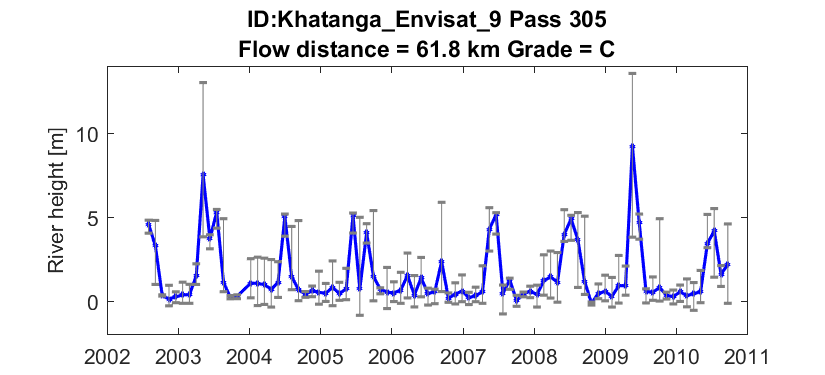 ID:Khatanga_Envisat_9 Pass 305
Flow distance = 61.8 km Grade = C
River height [m]
10
5
0
2002 2003 2004 2005 2006 2007 2008 2009 2010 2011